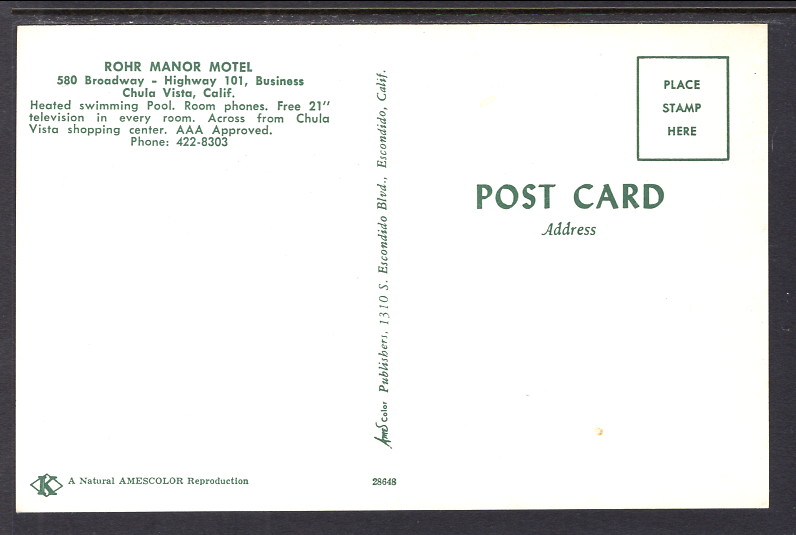 ROHR MANOR MOTEL
580 Broadway - Highway 101, Business
Chula Vista, Calif.
Heated swimming Pool. Room phones. Free 21"
television in every room. Across from Chula
Vista shopping center. AAA Approved.
Phone: 422-8303
AmesColor Publishers, 1310 S. Escondido Blvd., Escondido, Calif.
PLACE
STAMP
HERE
POST CARD
Address
K A Natural AMESCOLOR Reproduction
28648